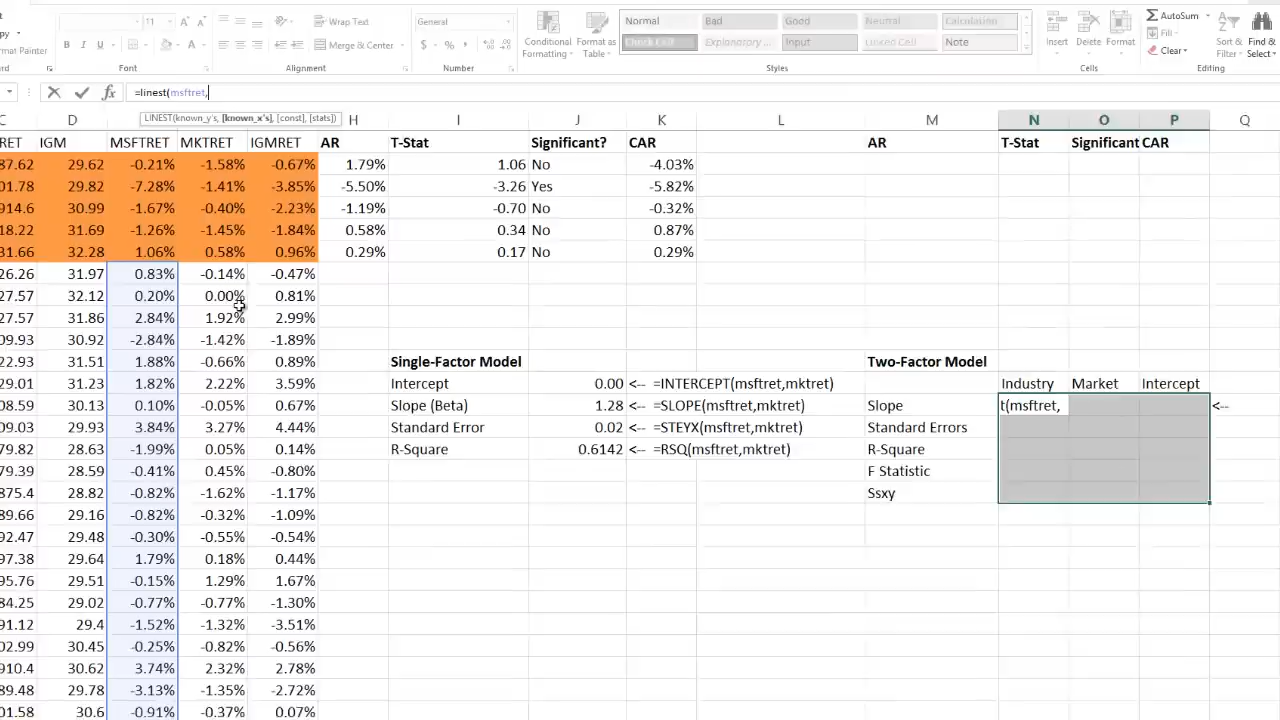 t 11 A A Wrap Text General Normal Bad Good Neutral Calculation AutoSum
py Fill
rmat Painter B I U A Merge & Center $ % Conditional Formatting Format as Table Check Cell Explanatory ... Input Linked Cell Note Insert Delete Format Clear Sort & Filter Find & Select
rd Font Alignment Number Styles Cells Editing
fx =linest(msftret,
LINEST(known_y's, [known_x's], [const], [stats])
C D H I J K L M N O P Q
RET IGM MSFTRET MKTRET IGMRET AR T-Stat Significant? CAR AR T-Stat Significant CAR
87.62 29.62 -0.21% -1.58% -0.67% 1.79% 1.06 No -4.03%
01.78 29.82 -7.28% -1.41% -3.85% -5.50% -3.26 Yes -5.82%
914.6 30.99 -1.67% -0.40% -2.23% -1.19% -0.70 No -0.32%
18.22 31.69 -1.26% -1.45% -1.84% 0.58% 0.34 No 0.87%
31.66 32.28 1.06% 0.58% 0.96% 0.29% 0.17 No 0.29%
26.26 31.97 0.83% -0.14% -0.47%
27.57 32.12 0.20% 0.00% 0.81%
27.57 31.86 2.84% 1.92% 2.99%
09.93 30.92 -2.84% -1.42% -1.89%
22.93 31.51 1.88% -0.66% 0.89% Single-Factor Model Two-Factor Model
29.01 31.23 1.82% 2.22% 3.59% Intercept 0.00 <-- =INTERCEPT(msftret,mktret) Industry Market Intercept
08.59 30.13 0.10% -0.05% 0.67% Slope (Beta) 1.28 <-- =SLOPE(msftret,mktret) Slope t(msftret, <--
09.03 29.93 3.84% 3.27% 4.44% Standard Error 0.02 <-- =STEYX(msftret,mktret) Standard Errors
79.82 28.63 -1.99% 0.05% 0.14% R-Square 0.6142 <-- =RSQ(msftret,mktret) R-Square
79.39 28.59 -0.41% 0.45% -0.80% F Statistic
875.4 28.82 -0.82% -1.62% -1.17% Ssxy
89.66 29.16 -0.82% -0.32% -1.09%
92.47 29.48 -0.30% -0.55% -0.54%
97.38 29.64 1.79% 0.18% 0.44%
95.76 29.51 -0.15% 1.29% 1.67%
84.25 29.02 -0.77% -0.77% -1.30%
91.12 29.4 -1.52% -1.32% -3.51%
02.99 30.45 -0.25% -0.82% -0.56%
910.4 30.62 3.74% 2.32% 2.78%
89.48 29.78 -3.13% -1.35% -2.72%
01.58 30.6 -0.91% -0.37% 0.07%